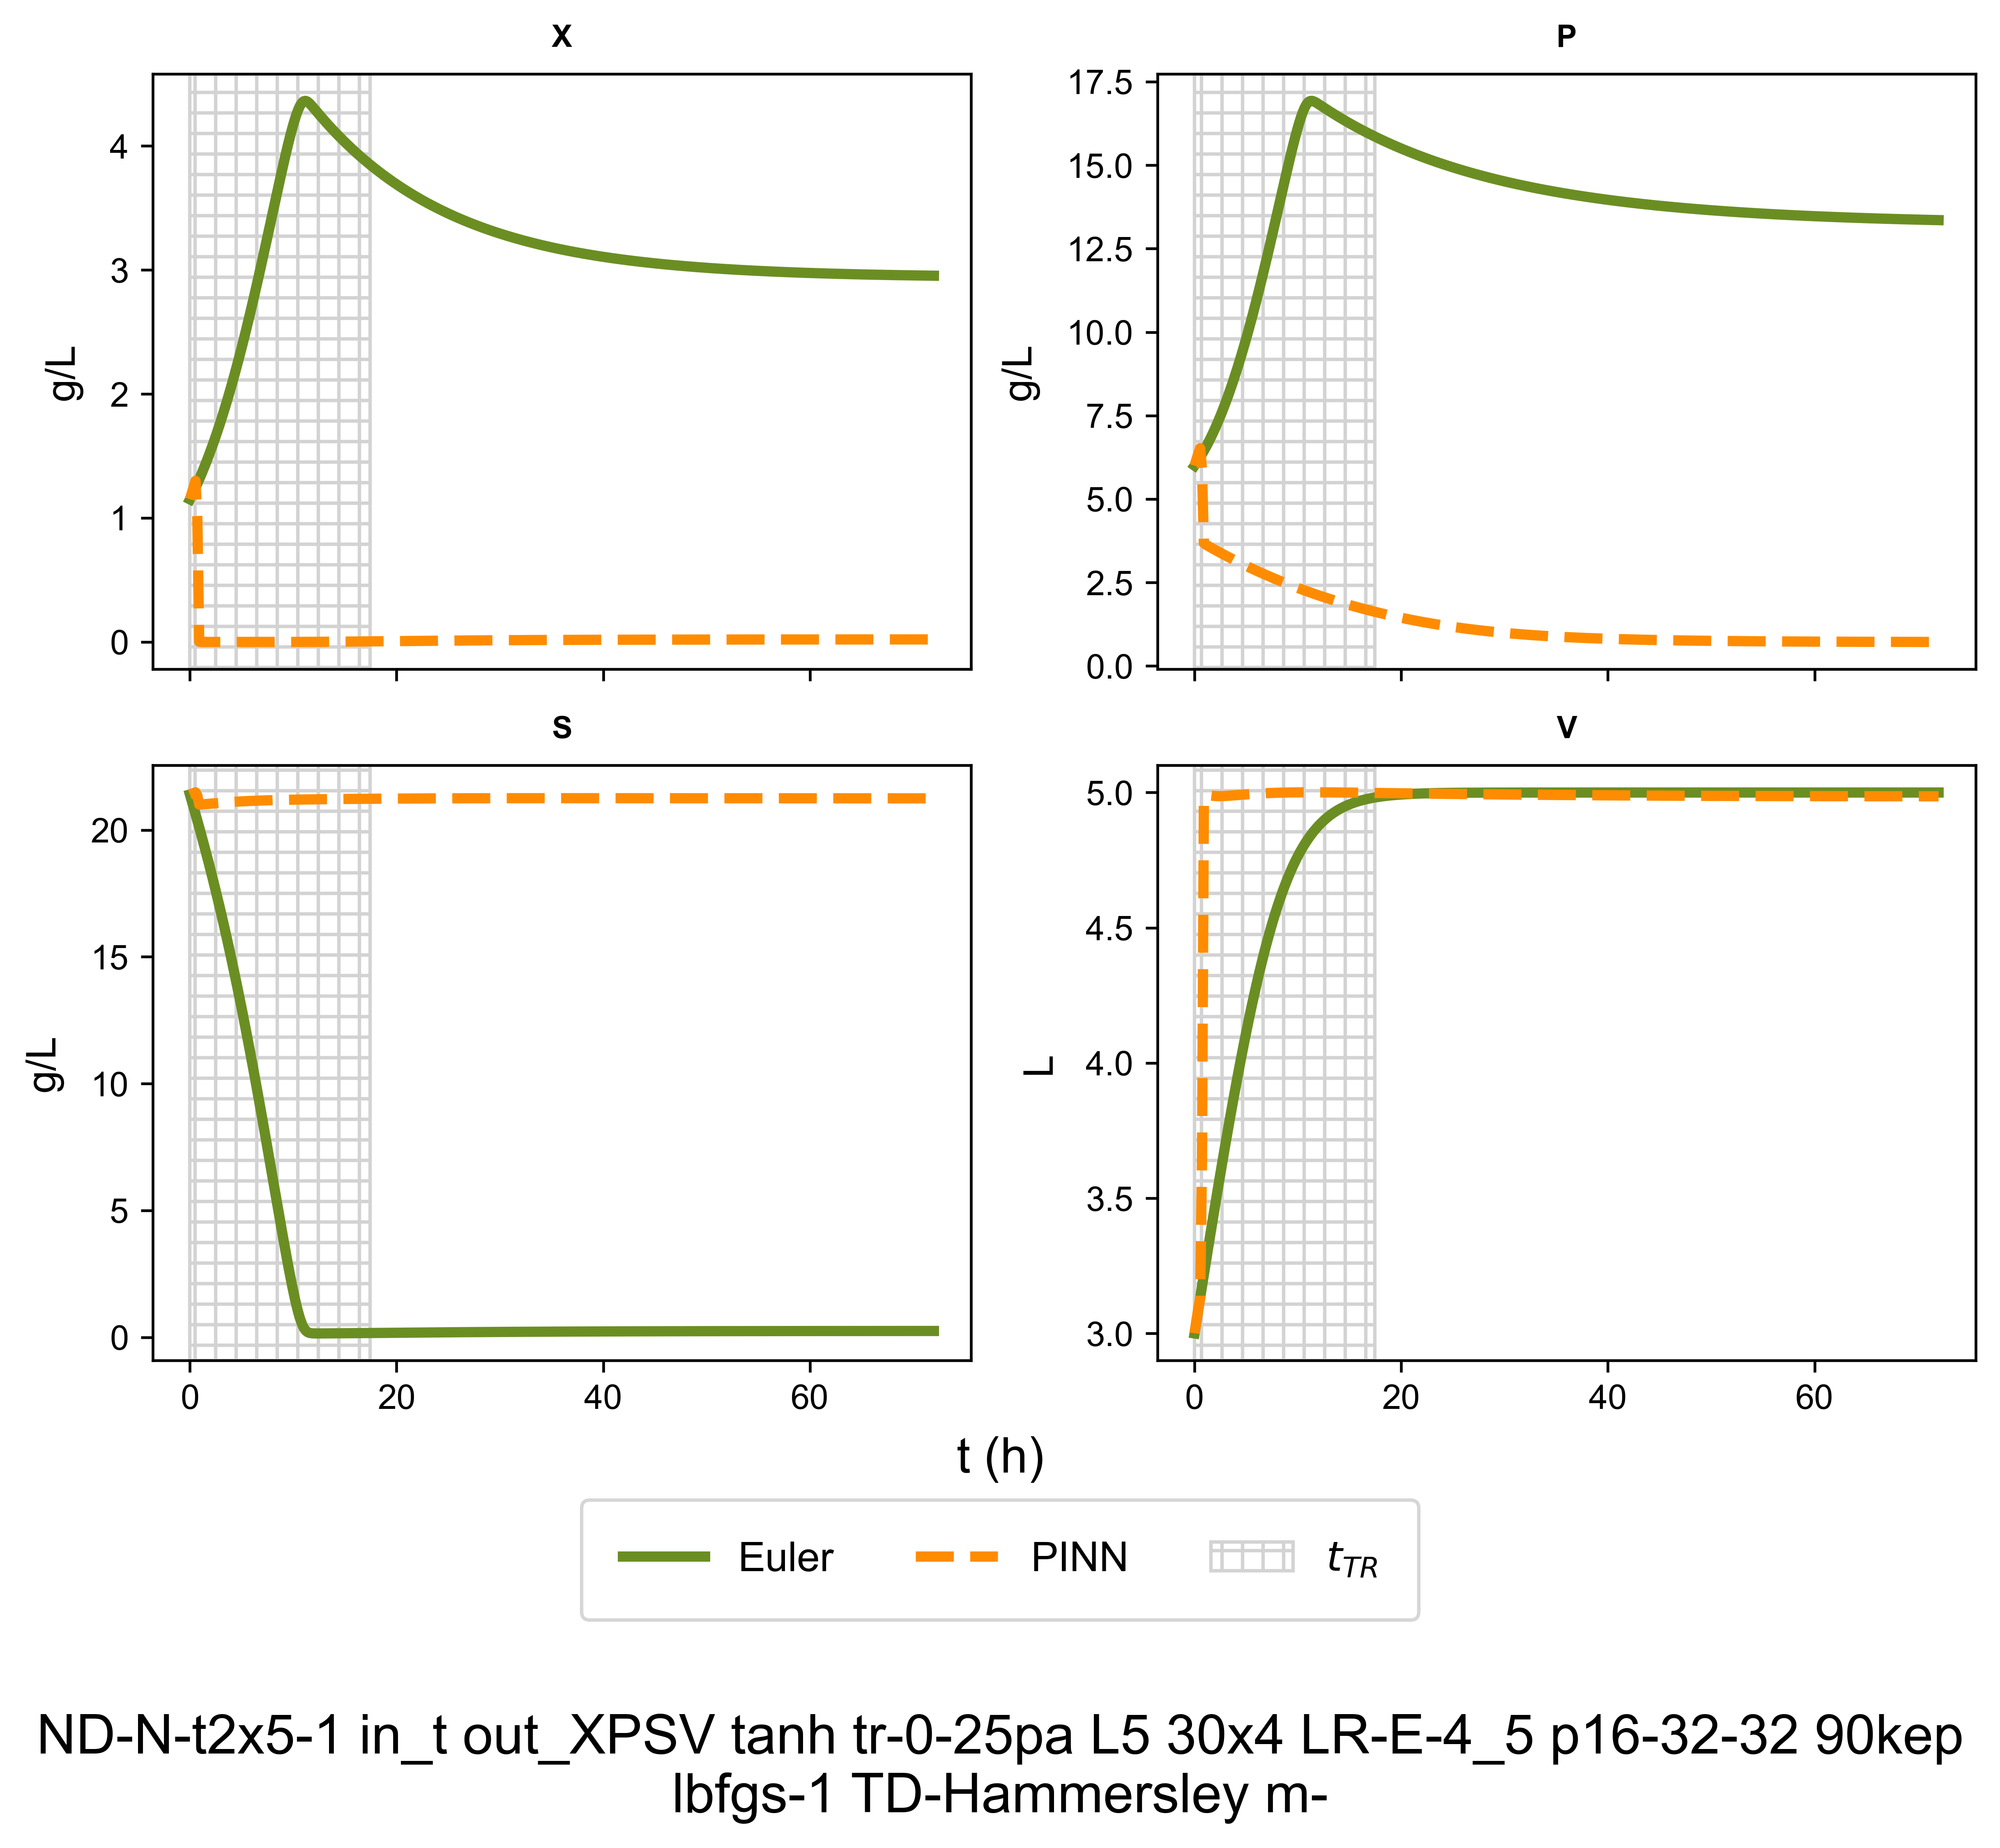 X
P
4
3
2
1
0
g/L
17.5
15.0
12.5
10.0
7.5
5.0
2.5
0.0
g/L
S
V
20
15
10
5
0
g/L
0
20
40
60
5.0
4.5
4.0
3.5
3.0
L
0
20
40
60
t (h)
Euler
PINN
t_TR
ND-N-t2x5-1 in_t out_XPSV tanh tr-0-25pa L5 30x4 LR-E-4_5 p16-32-32 90kep
lbfgs-1 TD-Hammersley m-